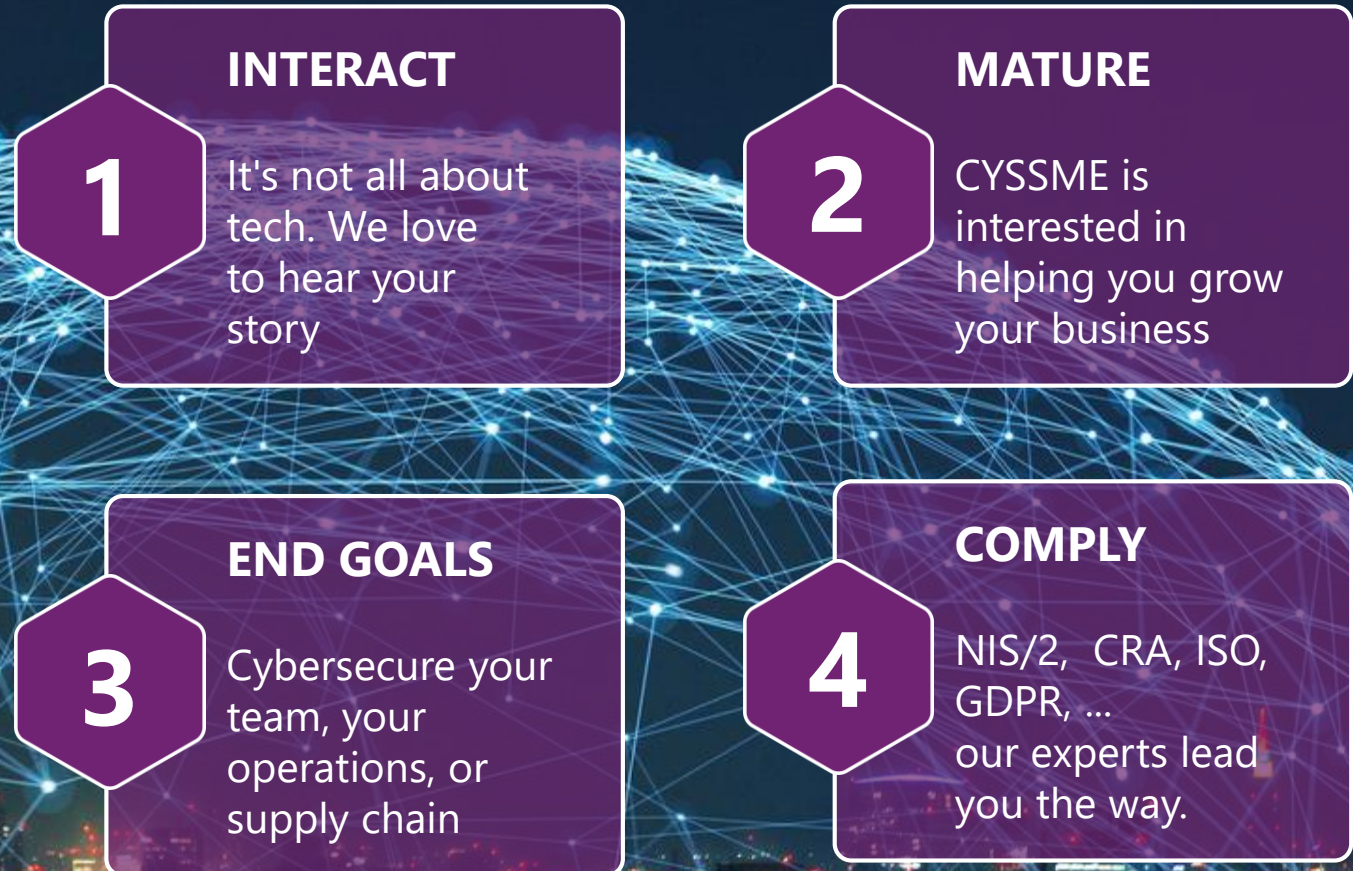 1
INTERACT
It's not all about
tech. We love
to hear your
story
2
MATURE
CYSSME is
interested in
helping you grow
your business
3
END GOALS
Cybersecure your
team, your
operations, or
supply chain
4
COMPLY
NIS/2,  CRA, ISO,
GDPR, ...
our experts lead
you the way.